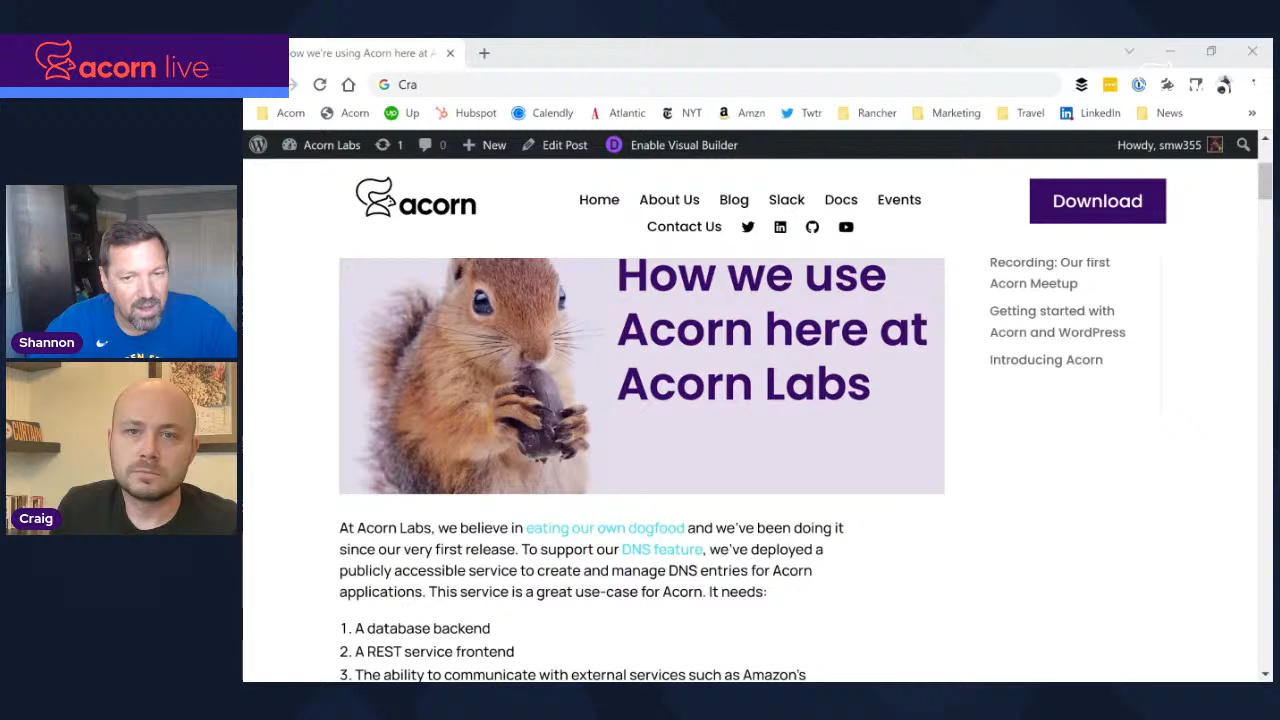 acorn live
ow we're using Acorn here at A
Cra
Acorn
Acorn
Up
Hubspot
Calendly
Atlantic
NYT
Amzn
Twtr
Rancher
Marketing
Travel
LinkedIn
News
Acorn Labs
1
0
New
Edit Post
Enable Visual Builder
Howdy, smw355
acorn
Home
About Us
Blog
Slack
Docs
Events
Contact Us
Download
How we use
Acorn here at
Acorn Labs
Recording: Our first
Acorn Meetup
Getting started with
Acorn and WordPress
Introducing Acorn
Shannon
CURTAIN
Craig
At Acorn Labs, we believe in eating our own dogfood and we've been doing it
since our very first release. To support our DNS feature, we've deployed a
publicly accessible service to create and manage DNS entries for Acorn
applications. This service is a great use-case for Acorn. It needs:
1. A database backend
2. A REST service frontend
3. The ability to communicate with external services such as Amazon's